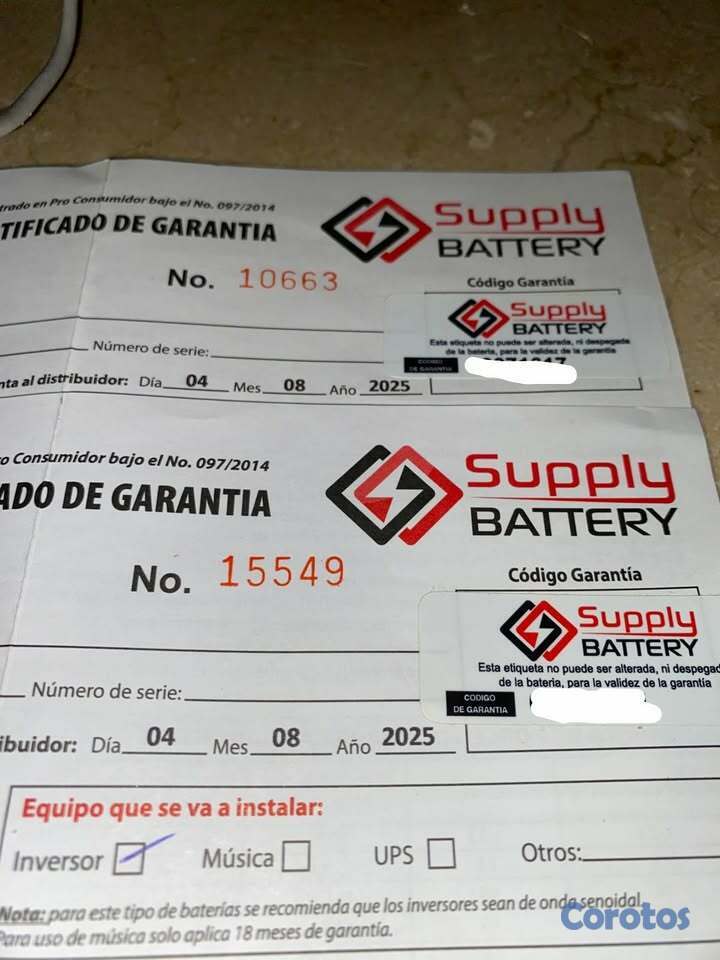 trado en Pro Consumidor bajo el No. 097/2014
TIFICADO DE GARANTIA
Supply
BATTERY
No. 10663
Código Garantía
Supply
BATTERY
Esta etiqueta no puede ser alterada, ni despegada
de la bateria, para la validez de la garantía
CODIGO
DE GARANTIA
Número de serie:
nta al distribuidor: Día 04 Mes 08 Año 2025
o Consumidor bajo el No. 097/2014
ADO DE GARANTIA
Supply
BATTERY
No. 15549
Código Garantía
Supply
BATTERY
Esta etiqueta no puede ser alterada, ni despegad
de la bateria, para la validez de la garantía
CODIGO
DE GARANTIA
Número de serie:
ibuidor: Día 04 Mes 08 Año 2025
Equipo que se va a instalar:
Inversor Música UPS Otros:
Nota: para este tipo de baterías se recomienda que los inversores sean de onda senoidal.
Para uso de música solo aplica 18 meses de garantía.
Corotos